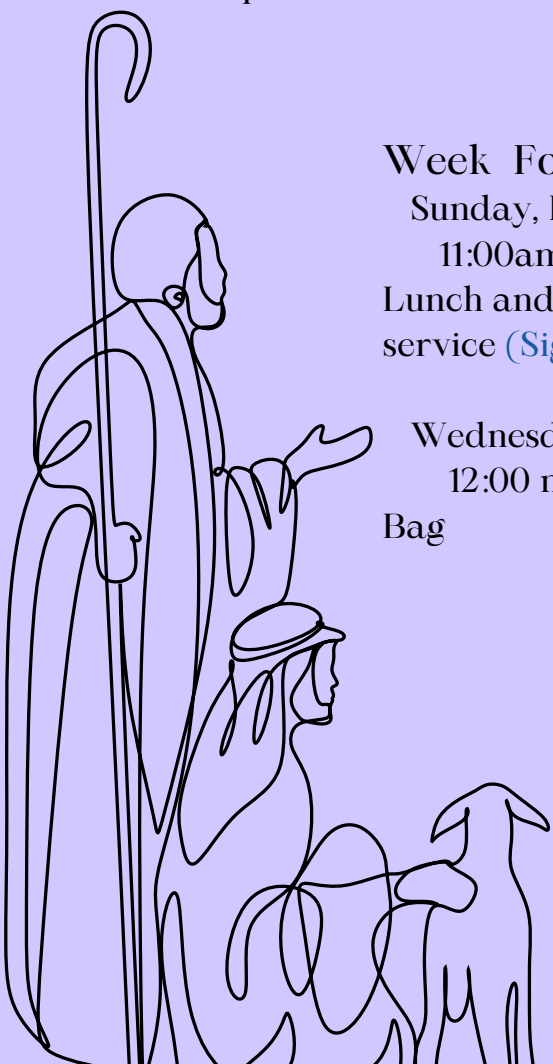 Week Fo
Sunday,
11:00am
Lunch and
service (Sig
Wednesd
12:00
Bag